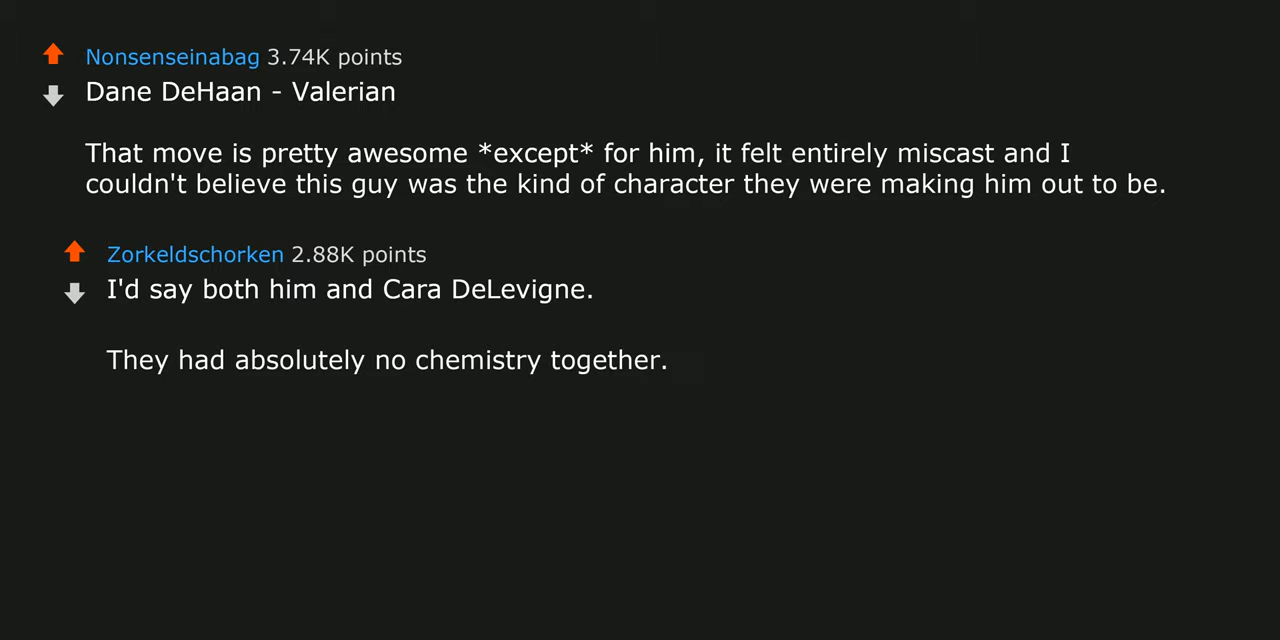 Nonsenseinabag 3.74K points
Dane DeHaan - Valerian
That move is pretty awesome *except* for him, it felt entirely miscast and I
couldn't believe this guy was the kind of character they were making him out to be.
Zorkeldschorken 2.88K points
I'd say both him and Cara DeLevigne.
They had absolutely no chemistry together.